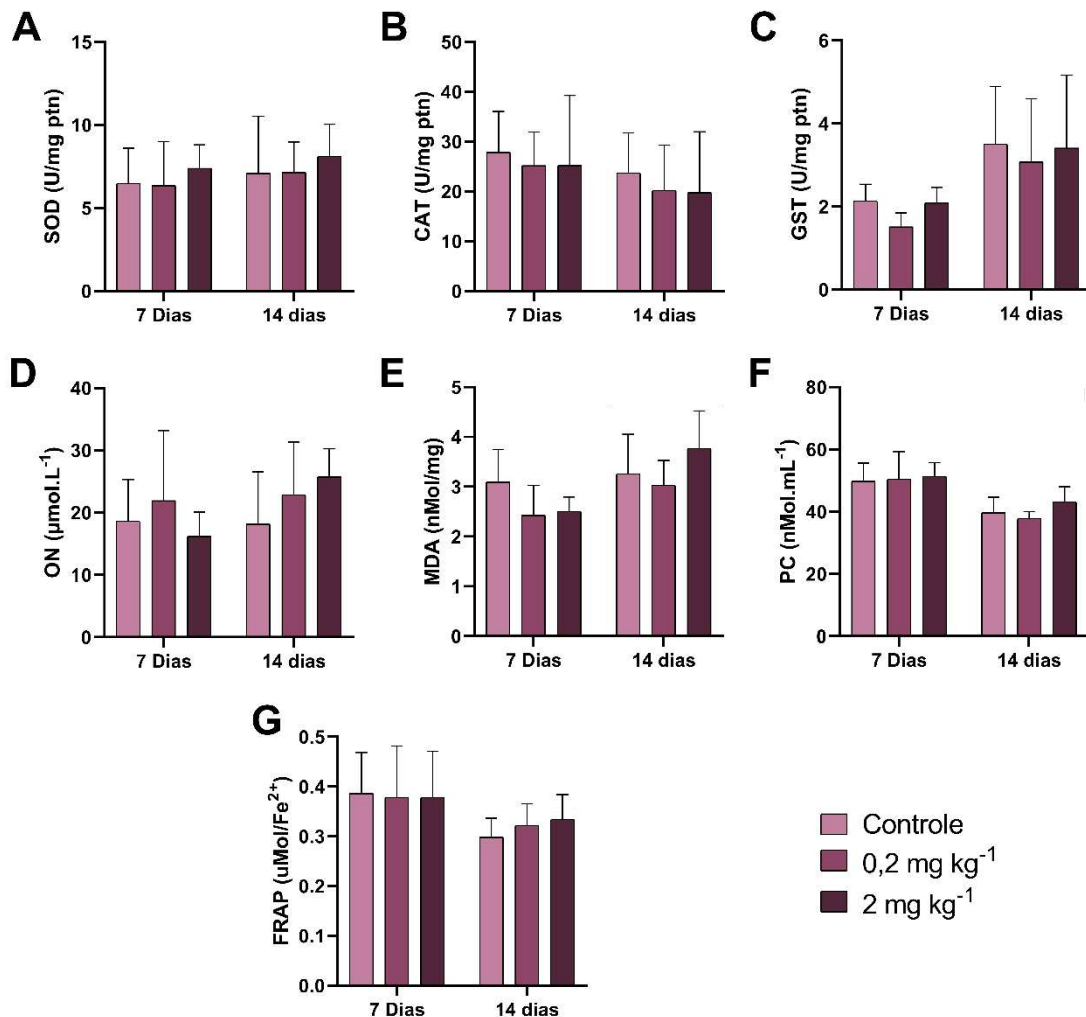 A
SOD (U/mg ptn)
15
10
5
0
7 Dias
14 dias
B
CAT (U/mg ptn)
50
40
30
20
10
0
7 Dias
14 dias
C
GST (U/mg ptn)
6
4
2
0
7 Dias
14 dias
D
ON (µmol.L⁻¹)
40
30
20
10
0
7 Dias
14 dias
E
MDA (nMol/mg)
5
4
3
2
1
0
7 Dias
14 dias
F
PC (nMol.mL⁻¹)
80
60
40
20
0
7 Dias
14 dias
G
FRAP (uMol/Fe²⁺)
0.5
0.4
0.3
0.2
0.1
0.0
7 Dias
14 dias
Controle
0,2 mg kg⁻¹
2 mg kg⁻¹